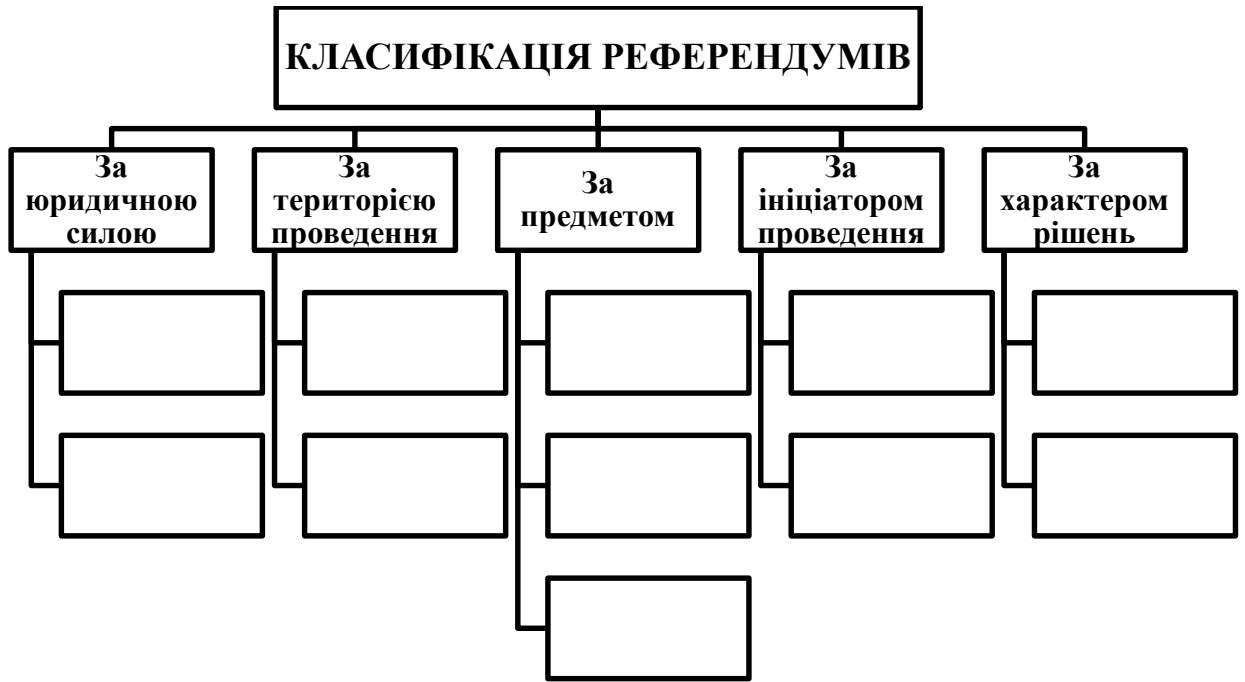 КЛАСИФІКАЦІЯ РЕФЕРЕНДУМІВ
За
юридичною
силою
За
територією
проведення
За
предметом
За
ініціатором
проведення
За
характером
рішень